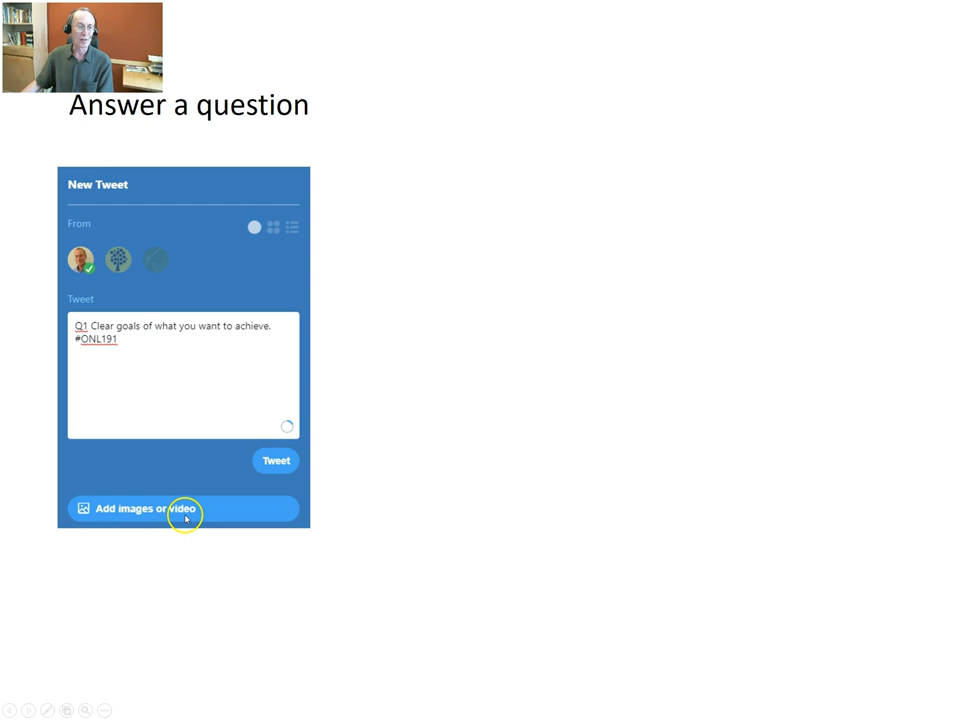 Answer a question
New Tweet
From
Tweet
Q1 Clear goals of what you want to achieve.
#ONL191
Tweet
Add images or video